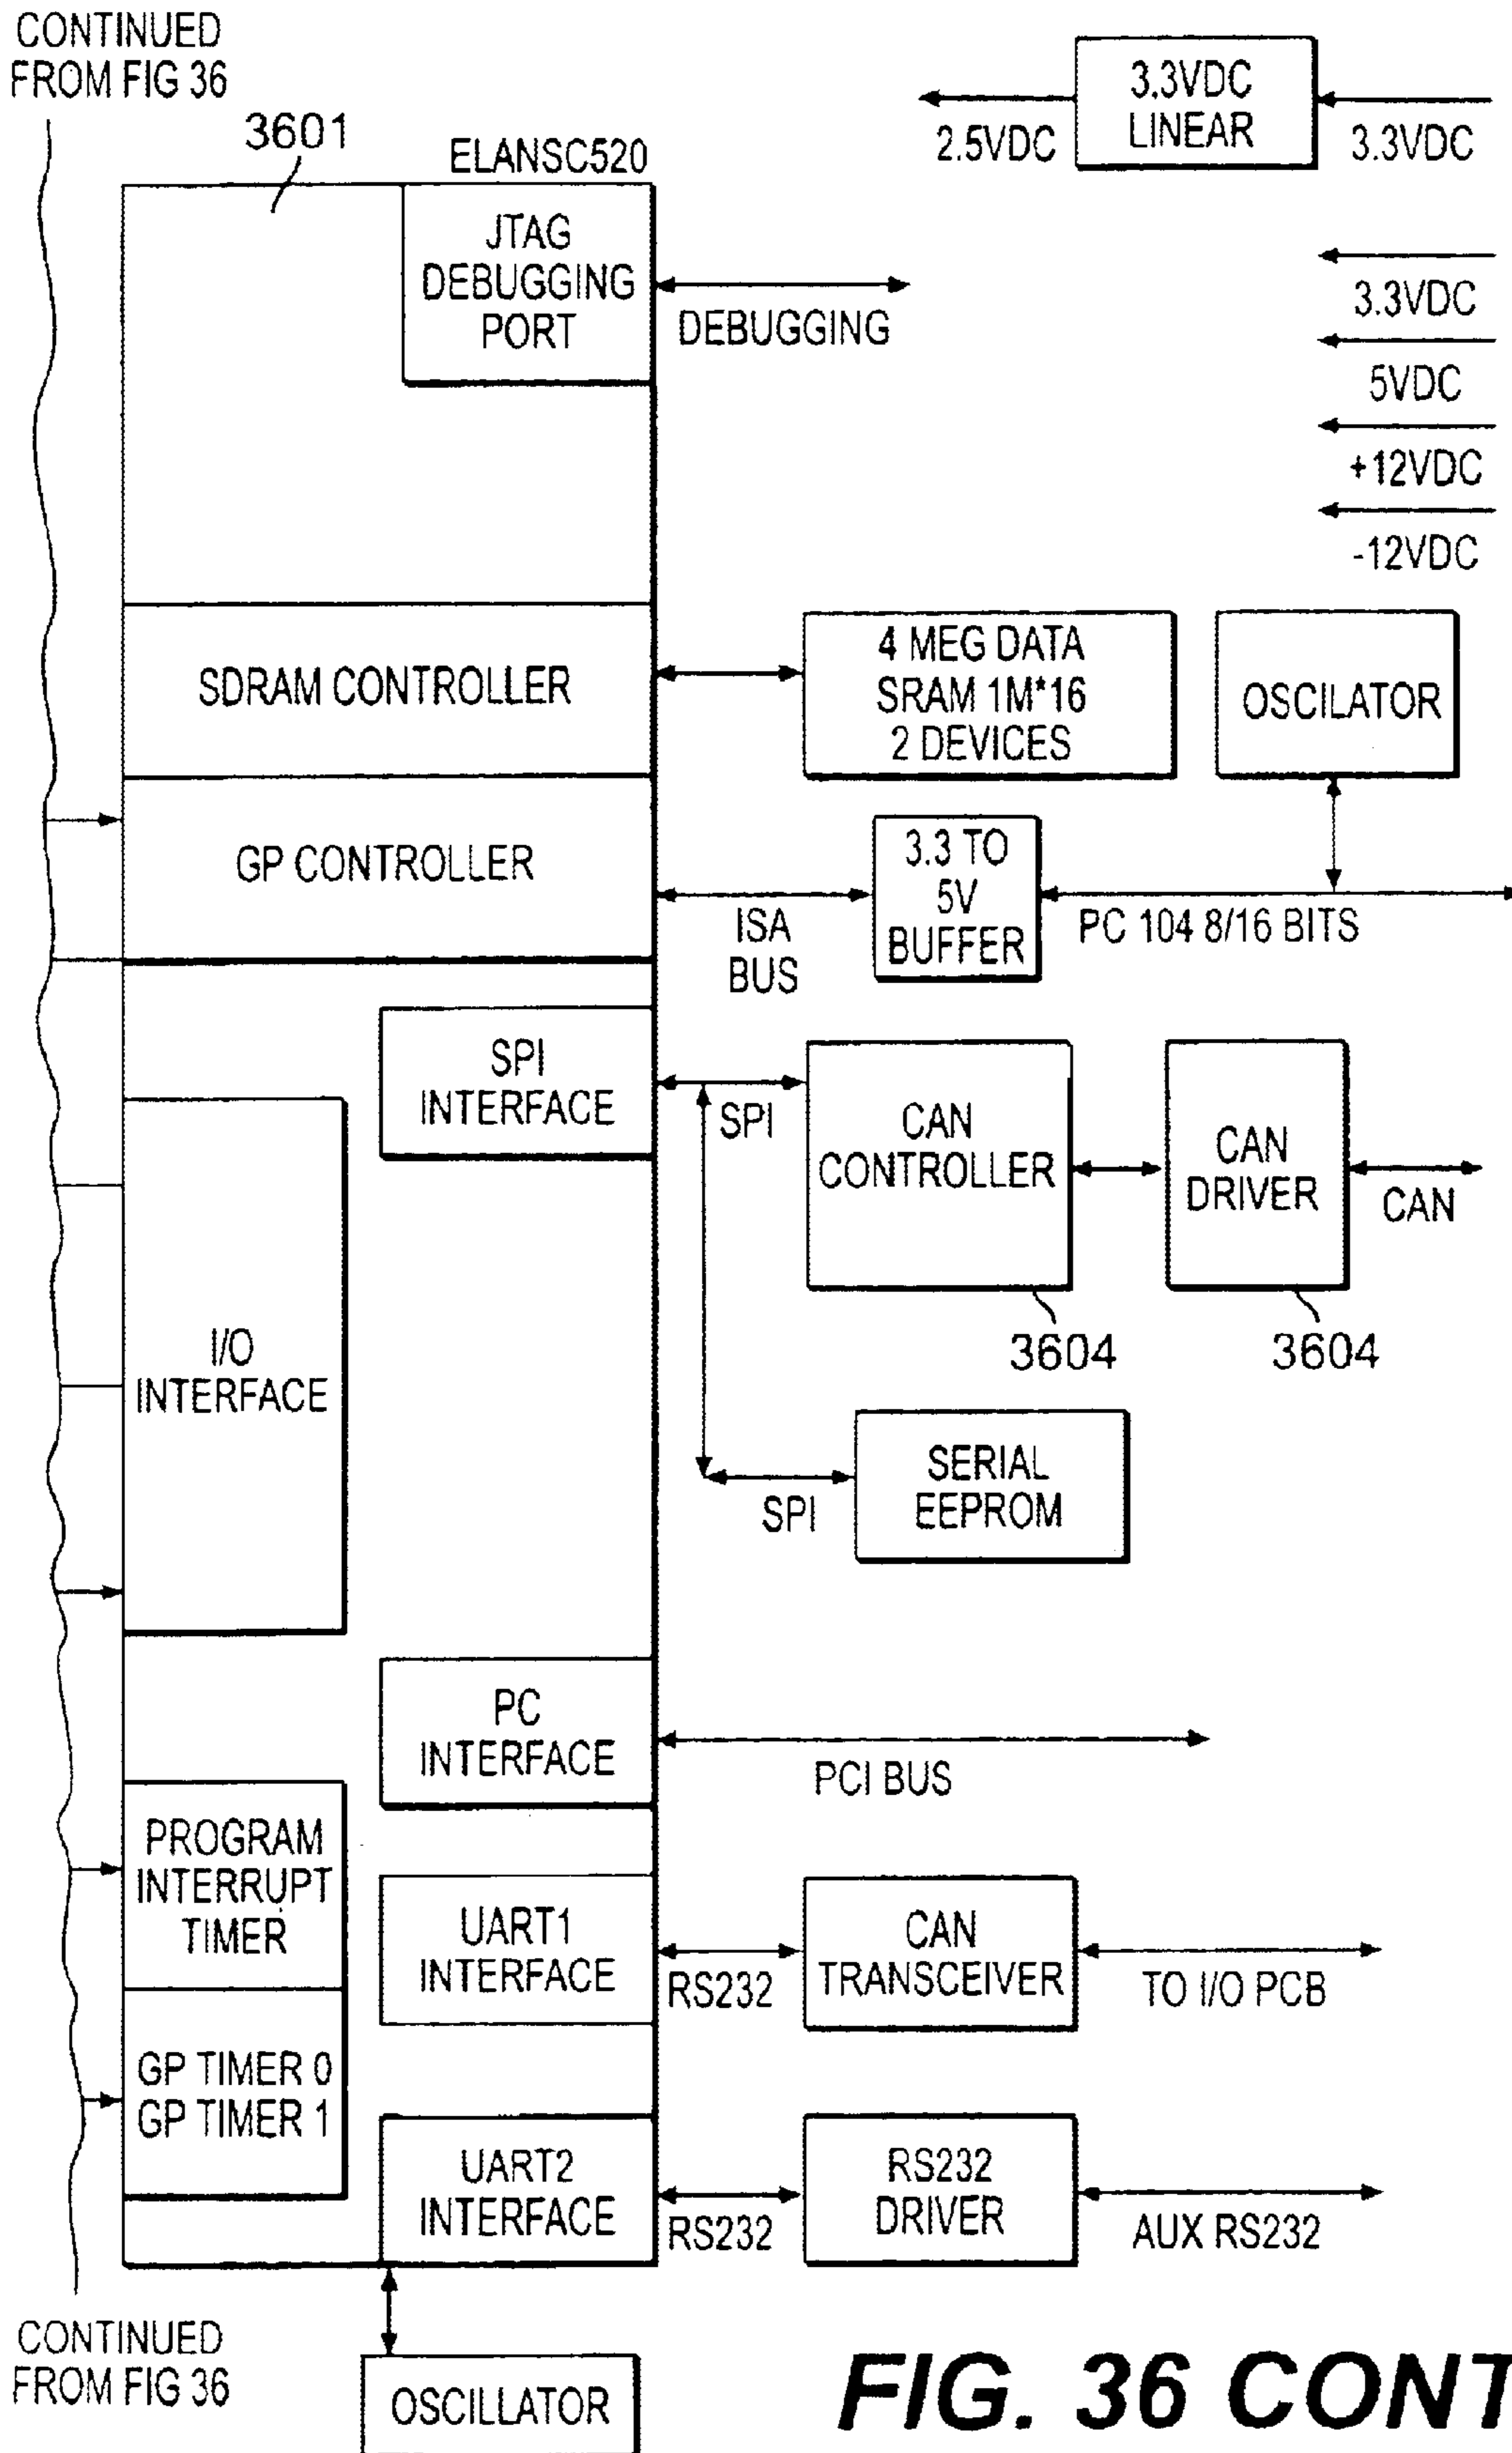 CONTINUED
FROM FIG 36
3601
ELANSC520
3.3VDC
LINEAR
2.5VDC
3.3VDC
JTAG
DEBUGGING
PORT
DEBUGGING
3.3VDC
5VDC
+12VDC
-12VDC
SDRAM CONTROLLER
4 MEG DATA
SRAM 1M*16
2 DEVICES
OSCILATOR
GP CONTROLLER
ISA
BUS
3.3 TO
5V
BUFFER
PC 104 8/16 BITS
SPI
INTERFACE
SPI
CAN
CONTROLLER
CAN
DRIVER
CAN
3604
3604
I/O
INTERFACE
SPI
SERIAL
EEPROM
PC
INTERFACE
PCI BUS
PROGRAM
INTERRUPT
TIMER
UART1
INTERFACE
RS232
CAN
TRANSCEIVER
TO I/O PCB
GP TIMER 0
GP TIMER 1
UART2
INTERFACE
RS232
RS232
DRIVER
AUX RS232
CONTINUED
FROM FIG 36
OSCILLATOR
FIG. 36 CONT